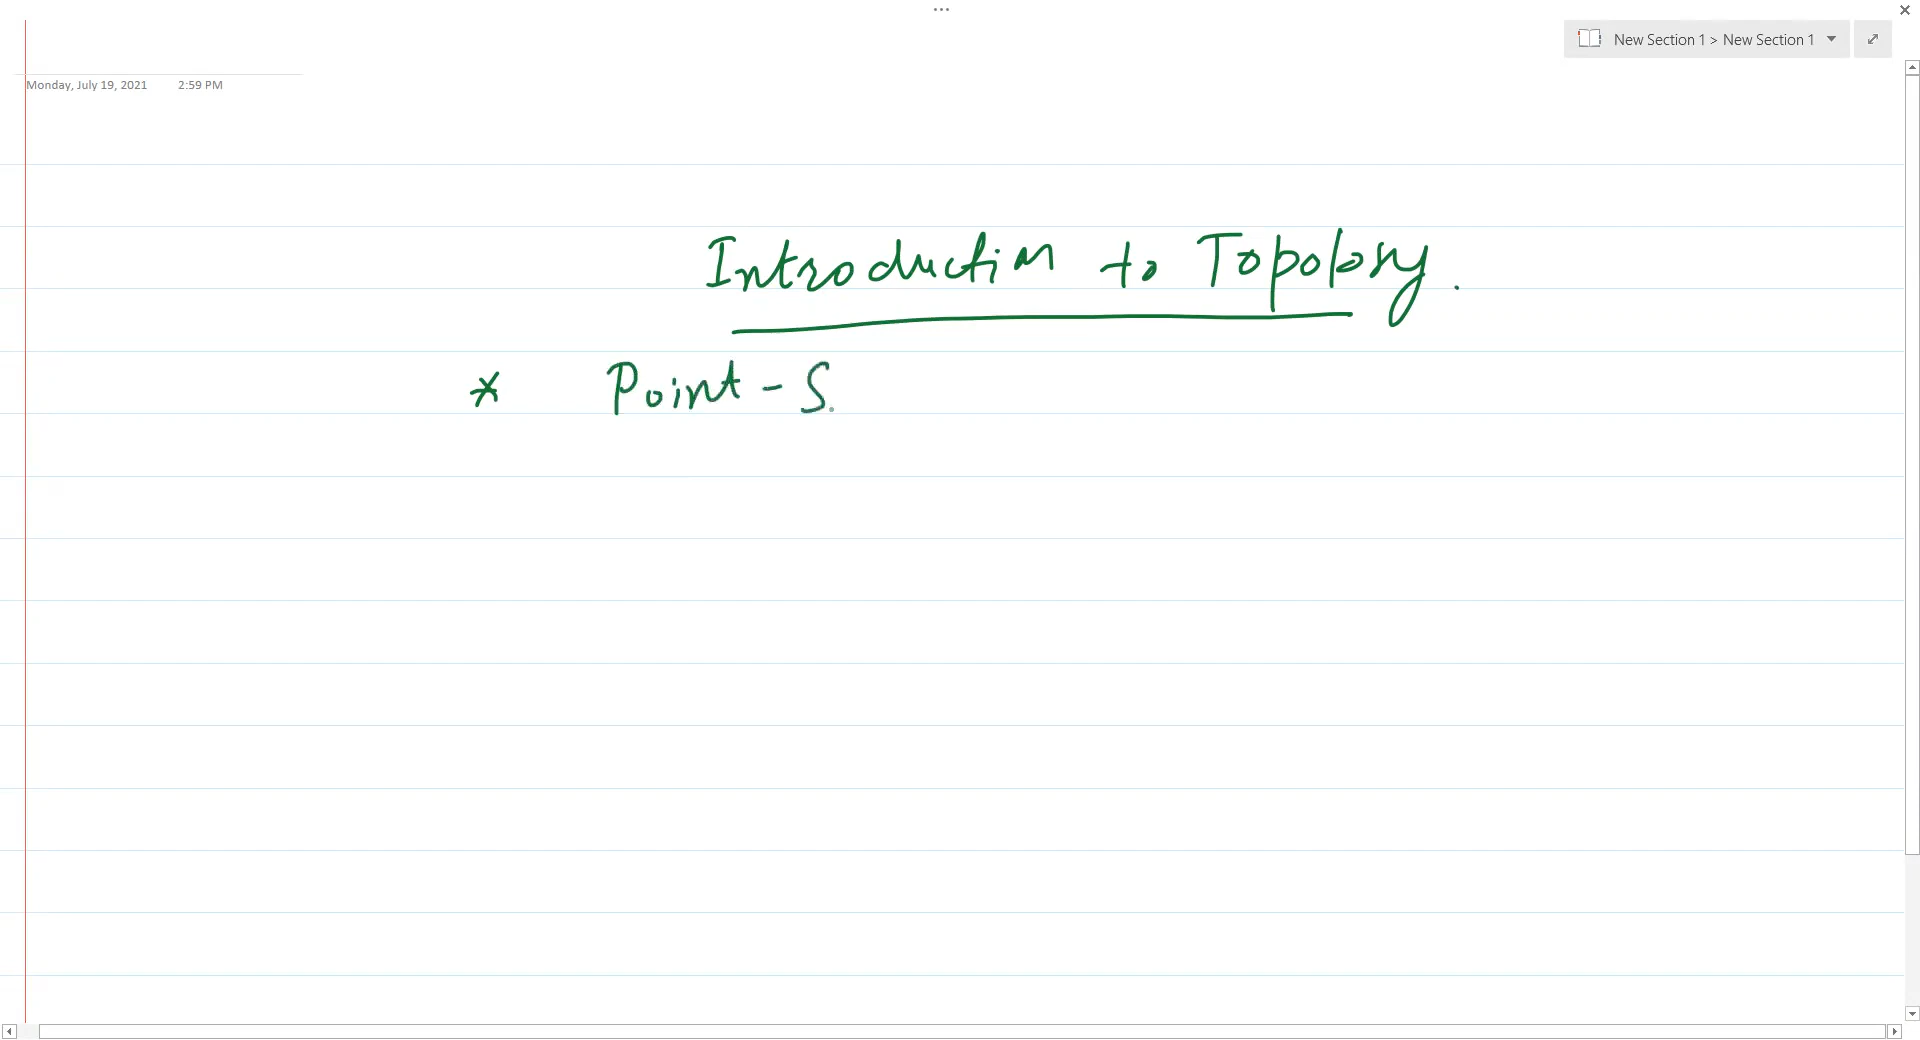 New Section 1 > New Section 1
Monday, July 19, 2021 2:59 PM
Introduction to Topology.
* Point - S